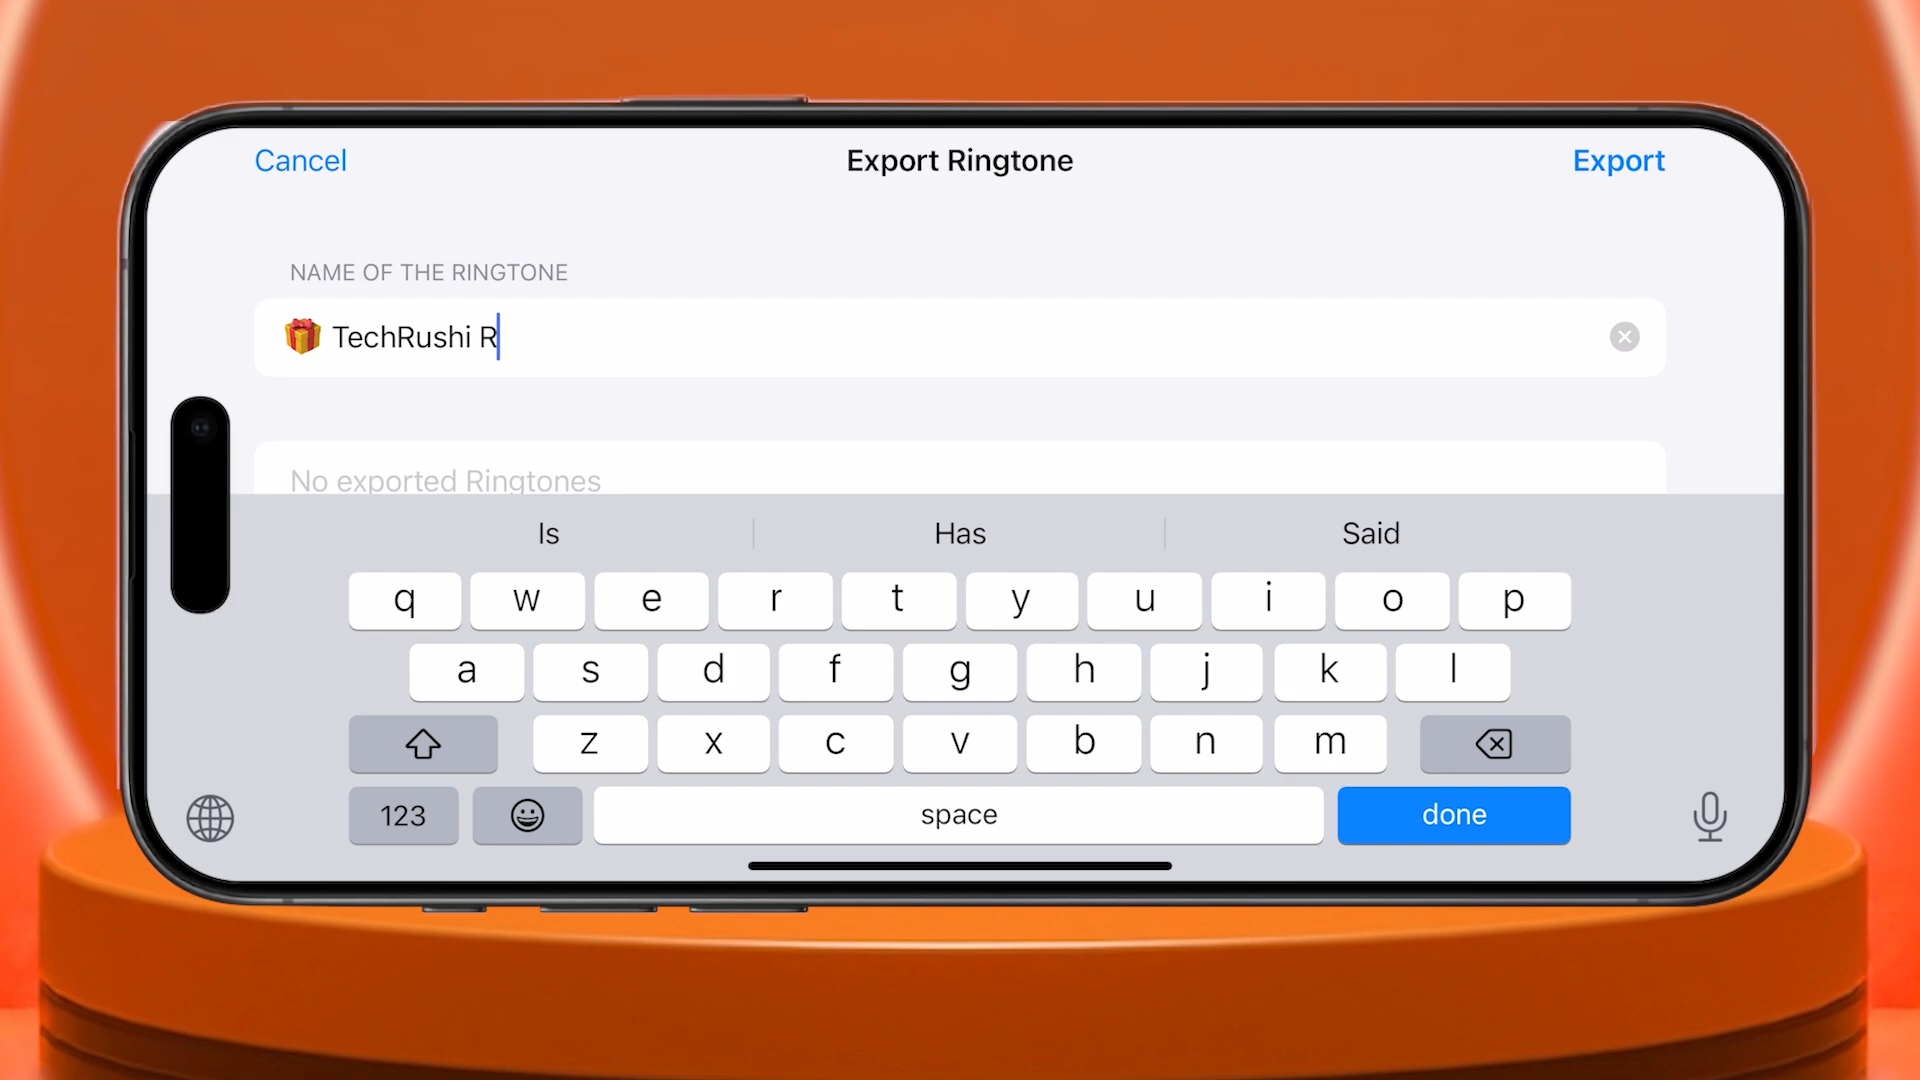 Cancel Export Ringtone Export
NAME OF THE RINGTONE
🎁 TechRushi R
No exported Ringtones
Is Has Said
q w e r t y u i o p
a s d f g h j k l
z x c v b n m
123 space done